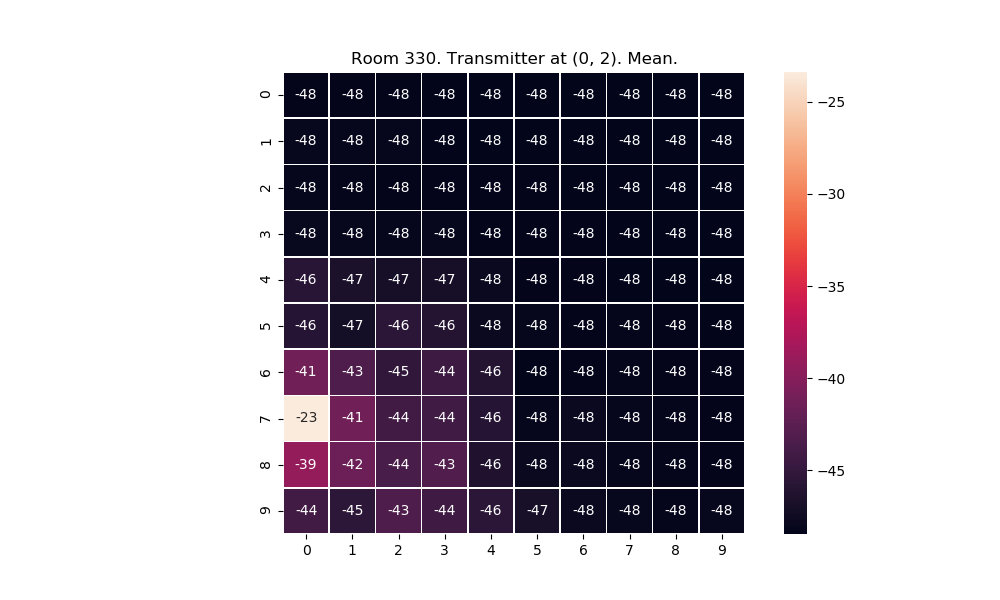 Room 330. Transmitter at (0, 2). Mean.
0 -48 -48 -48 -48 -48 -48 -48 -48 -48 -48
1 -48 -48 -48 -48 -48 -48 -48 -48 -48 -48
2 -48 -48 -48 -48 -48 -48 -48 -48 -48 -48
3 -48 -48 -48 -48 -48 -48 -48 -48 -48 -48
4 -46 -47 -47 -47 -48 -48 -48 -48 -48 -48
5 -46 -47 -46 -46 -48 -48 -48 -48 -48 -48
6 -41 -43 -45 -44 -46 -48 -48 -48 -48 -48
7 -23 -41 -44 -44 -46 -48 -48 -48 -48 -48
8 -39 -42 -44 -43 -46 -48 -48 -48 -48 -48
9 -44 -45 -43 -44 -46 -47 -48 -48 -48 -48
0 1 2 3 4 5 6 7 8 9
−25
−30
−35
−40
−45